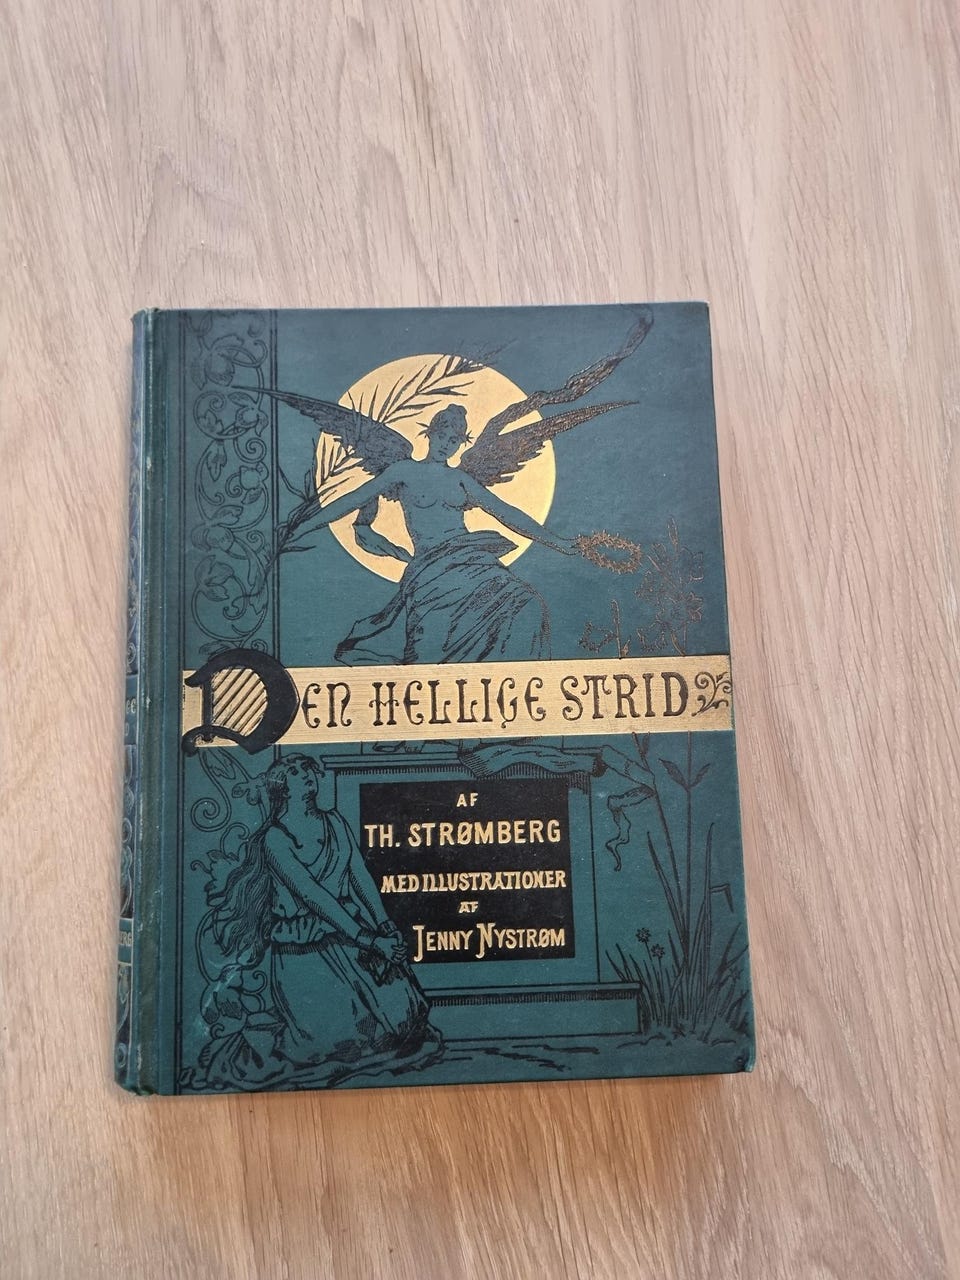 DEN HELLIGE STRID
AF
TH. STRØMBERG
MED ILLUSTRATIONER
AF
JENNY NYSTRØM